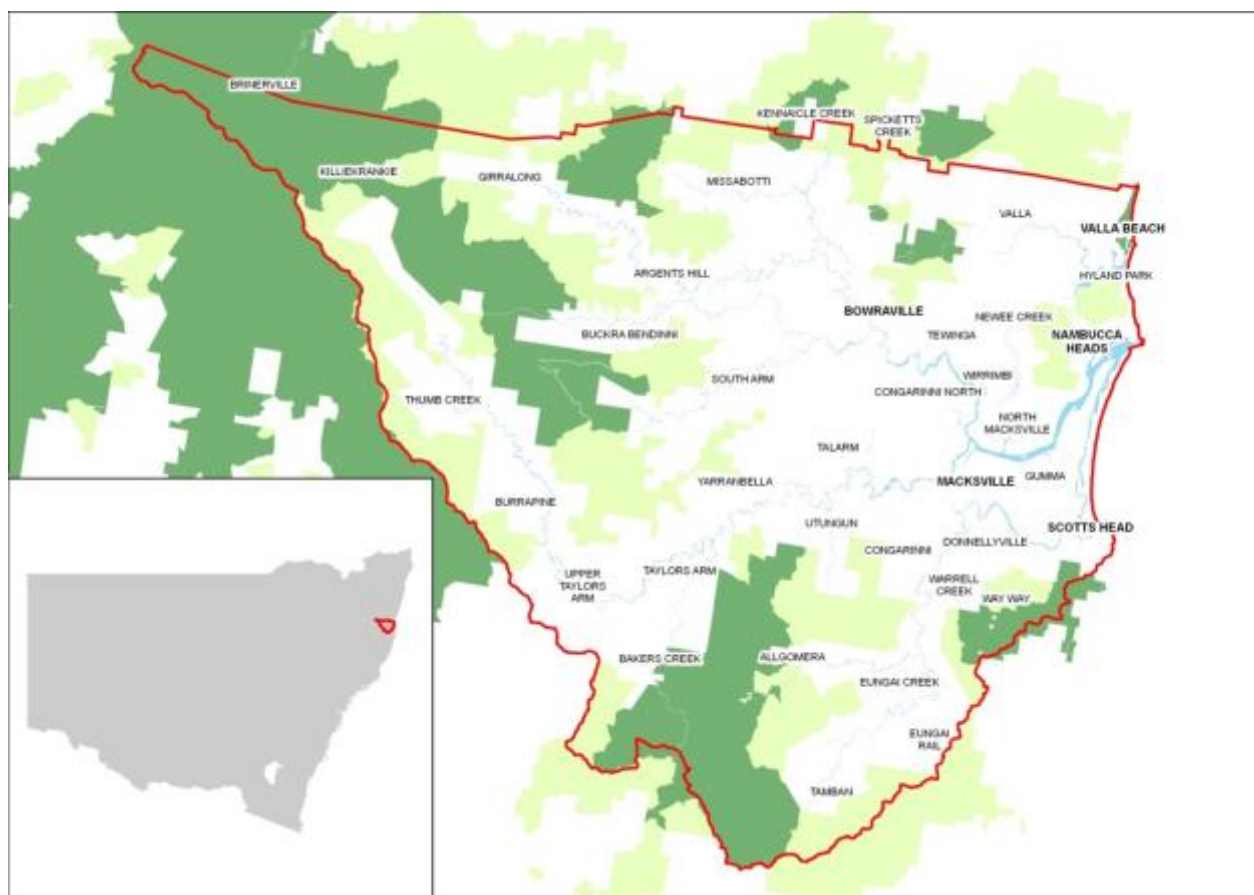 BRINERVILLE
KENNAICLE CREEK
SPICKETTS
CREEK
KILLIEKRANKIE
GIRRALONG
MISSABOTTI
VALLA
VALLA BEACH
ARGENTS HILL
HYLAND PARK
BOWRAVILLE
NEWEE CREEK
BUCKRA BENDINNI
TEWINGA
NAMBUCCA
HEADS
SOUTH ARM
WIRRIMBI
CONGARINNI NORTH
THUMB CREEK
NORTH
MACKSVILLE
TALARM
YARRANBELLA
MACKSVILLE
GUMMA
BURRAPINE
UTUNGUN
SCOTTS HEAD
DONNELLYVILLE
CONGARINNI
UPPER
TAYLORS
ARM
TAYLORS ARM
WARRELL
CREEK
WAY WAY
BAKERS CREEK
ALLGOMERA
EUNGAI CREEK
EUNGAI
RAIL
TAMBAN